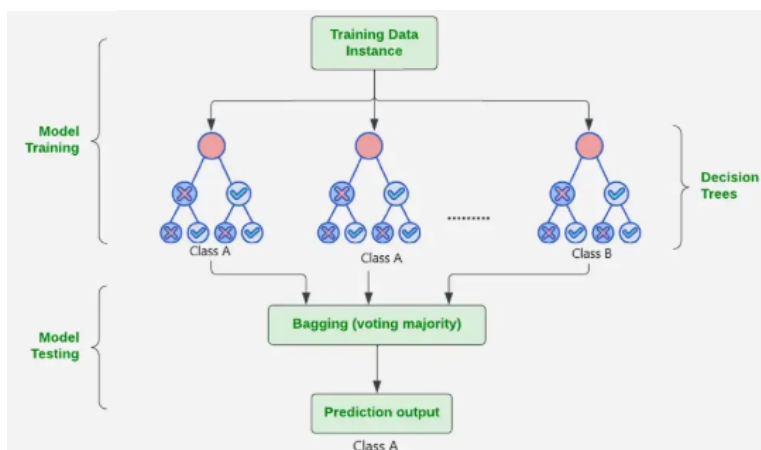 Training Data
Instance
Model
Training
Decision
Trees
.........
Class A
Class A
Class B
Bagging (voting majority)
Model
Testing
Prediction output
Class A